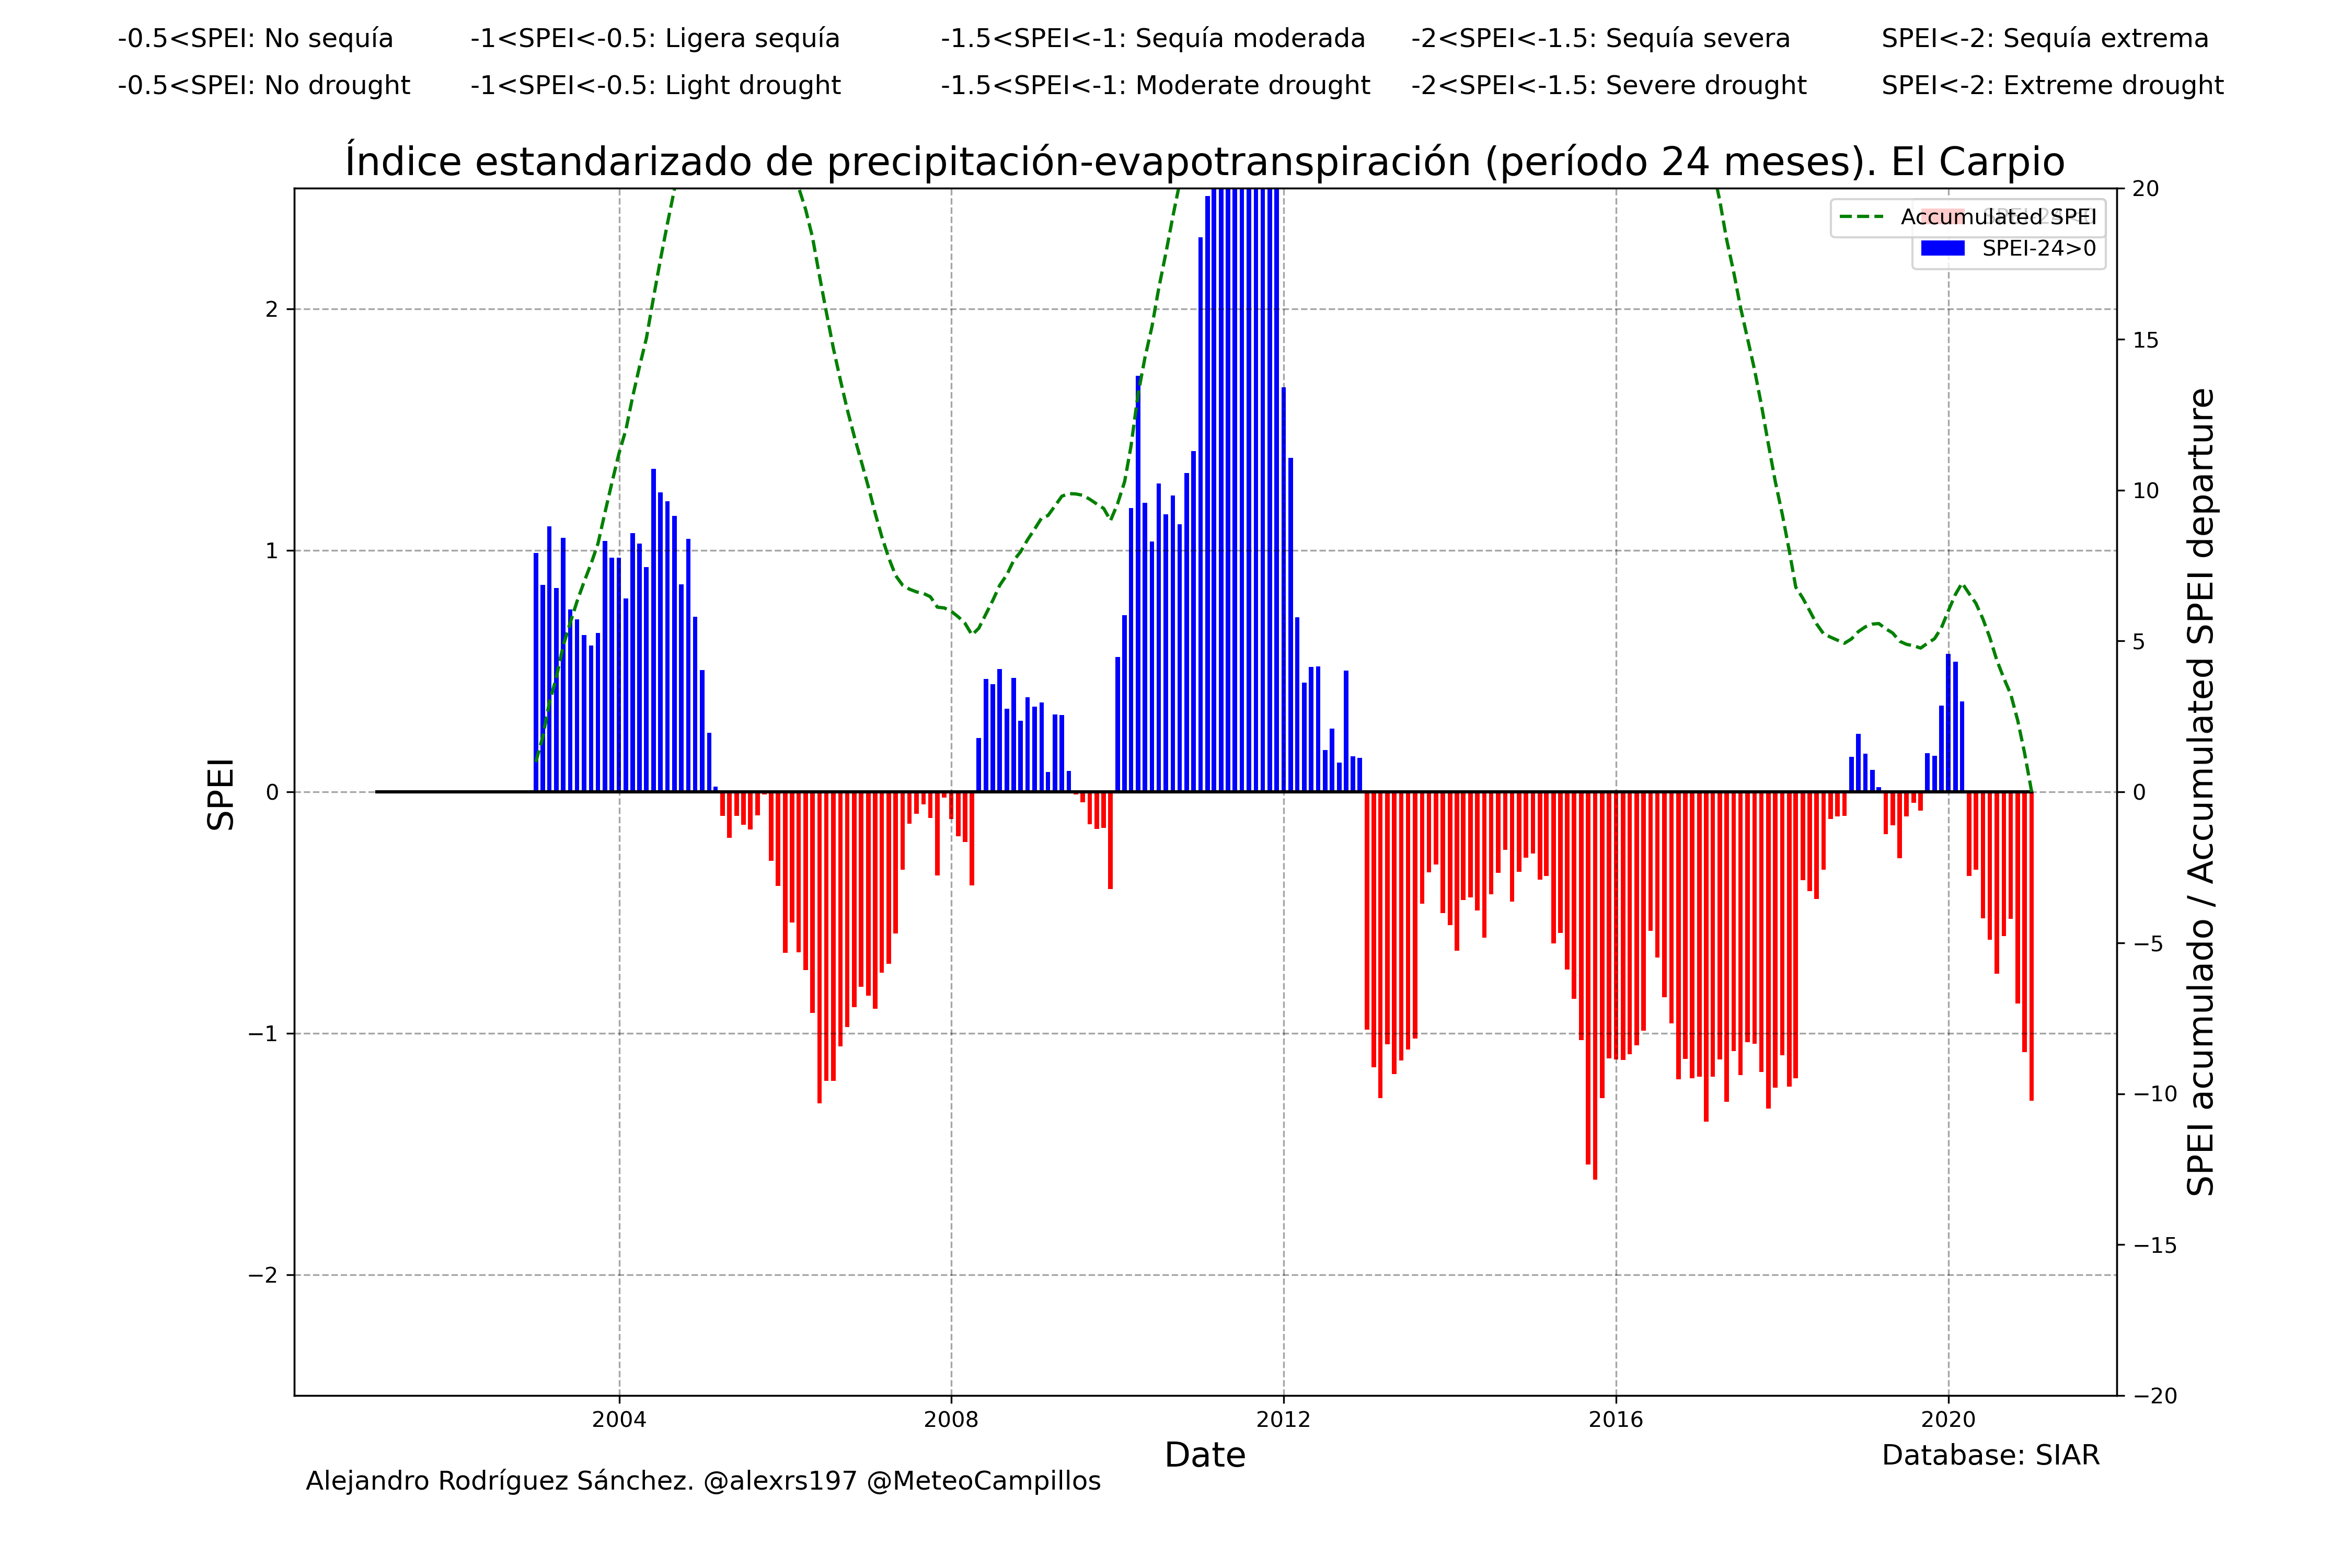 -0.5<SPEI: No sequía -1<SPEI<-0.5: Ligera sequía -1.5<SPEI<-1: Sequía moderada -2<SPEI<-1.5: Sequía severa SPEI<-2: Sequía extrema
-0.5<SPEI: No drought -1<SPEI<-0.5: Light drought -1.5<SPEI<-1: Moderate drought -2<SPEI<-1.5: Severe drought SPEI<-2: Extreme drought
Índice estandarizado de precipitación-evapotranspiración (período 24 meses). El Carpio
Accumulated SPEI
SPEI-24>0
SPEI
2
1
0
−1
−2
20
15
10
5
0
−5
−10
−15
−20
SPEI acumulado / Accumulated SPEI departure
2004 2008 2012 2016 2020
Date
Database: SIAR
Alejandro Rodríguez Sánchez. @alexrs197 @MeteoCampillos